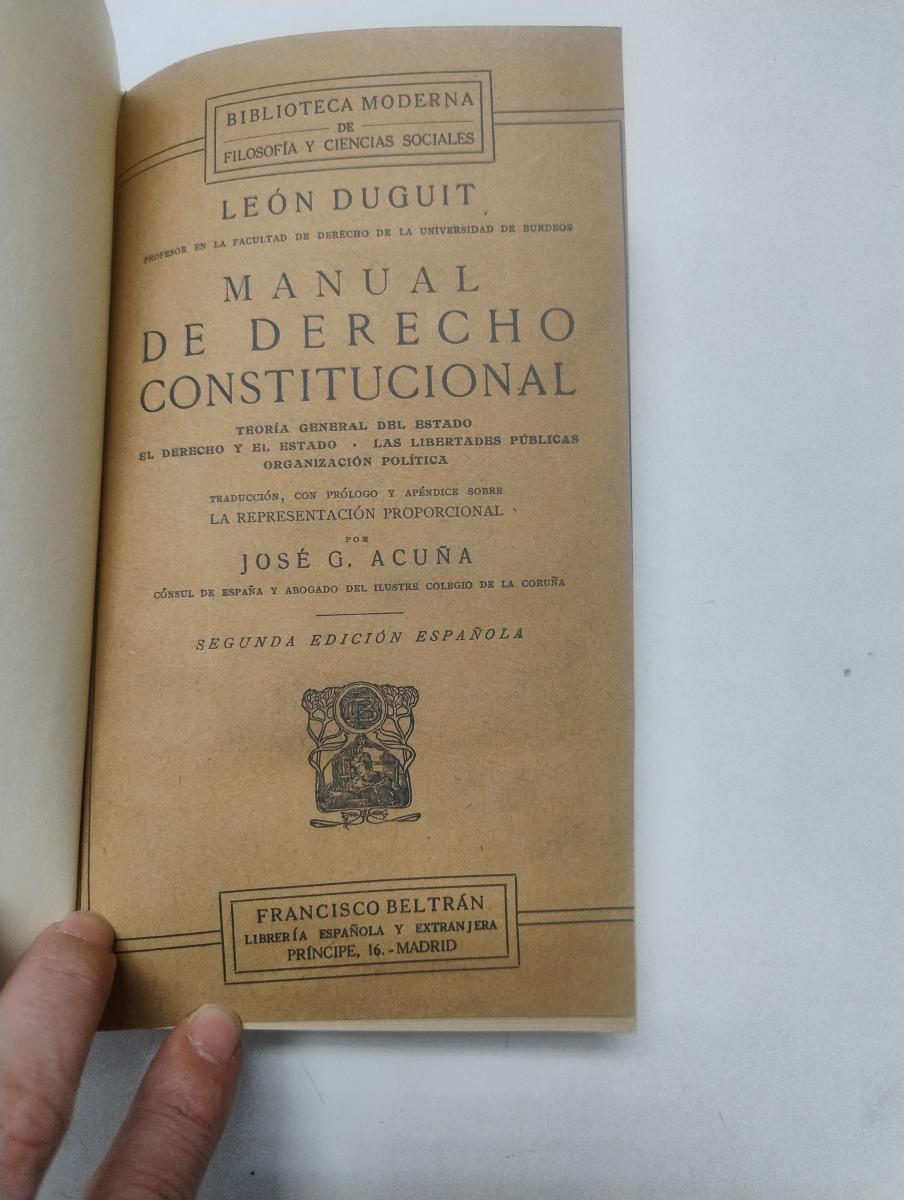 BIBLIOTECA MODERNA
DE
FILOSOFÍA Y CIENCIAS SOCIALES
LEÓN DUGUIT
PROFESOR EN LA FACULTAD DE DERECHO DE LA UNIVERSIDAD DE BURDEOS
MANUAL
DE DERECHO
CONSTITUCIONAL
TEORÍA GENERAL DEL ESTADO
EL DERECHO Y EL ESTADO · LAS LIBERTADES PÚBLICAS
ORGANIZACIÓN POLÍTICA
TRADUCCIÓN, CON PRÓLOGO Y APÉNDICE SOBRE
LA REPRESENTACIÓN PROPORCIONAL
POR
JOSÉ G. ACUÑA
CÓNSUL DE ESPAÑA Y ABOGADO DEL ILUSTRE COLEGIO DE LA CORUÑA
SEGUNDA EDICIÓN ESPAÑOLA
FRANCISCO BELTRÁN
LIBRERÍA ESPAÑOLA Y EXTRANJERA
PRÍNCIPE, 16.-MADRID